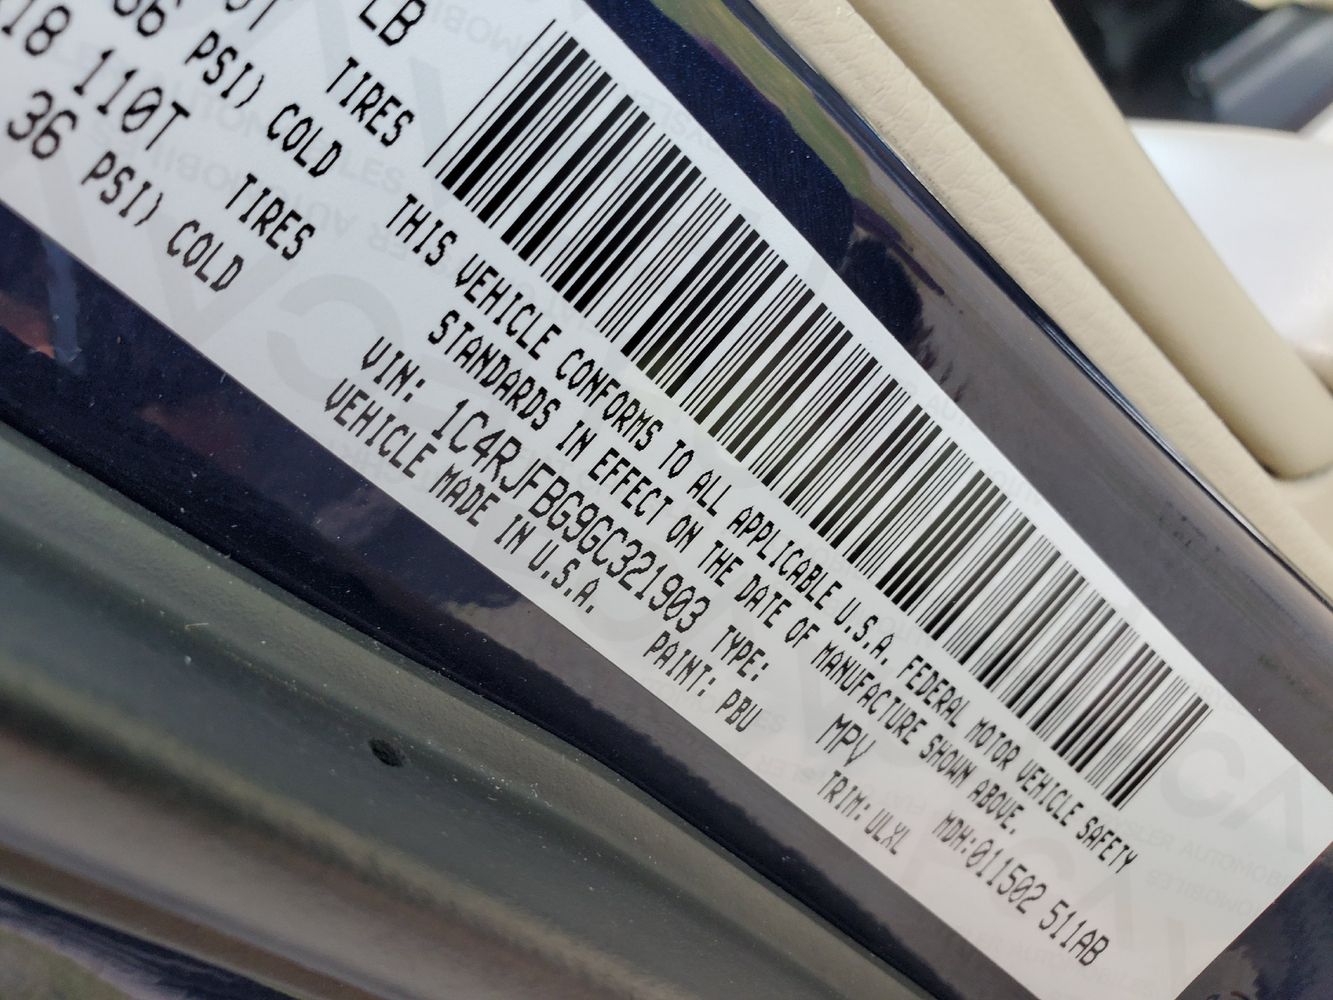 LB
PSI) COLD TIRES
18 110T TIRES
36 PSI) COLD
THIS VEHICLE CONFORMS TO ALL APPLICABLE U.S.A. FEDERAL MOTOR VEHICLE SAFETY
STANDARDS IN EFFECT ON THE DATE OF MANUFACTURE SHOWN ABOVE.
VIN: 1C4RJFBG9GC321903 TYPE: MPV MDH:011502 511AB
VEHICLE MADE IN U.S.A. PAINT: PBU TRIM: ULXL